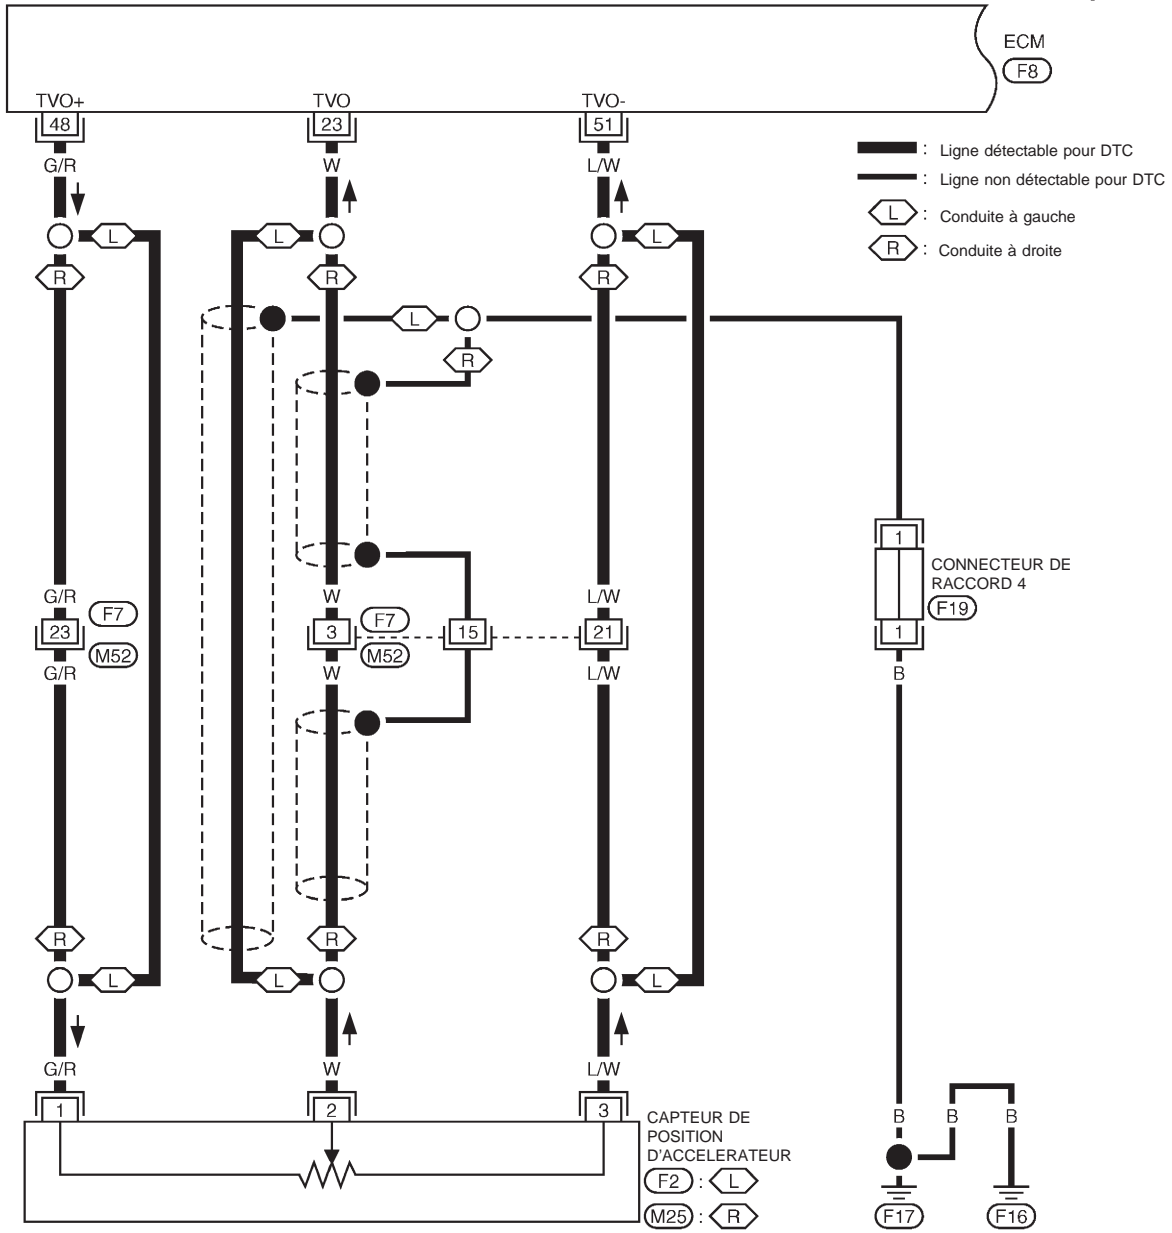 ECM
F8
TVO+ TVO TVO-
48 23 51
G/R W L/W
: Ligne détectable pour DTC
: Ligne non détectable pour DTC
L : Conduite à gauche
R : Conduite à droite
L L L
R R R
L
R
1
CONNECTEUR DE
RACCORD 4
F19
1
B
G/R W L/W
F7 F7
23 3 15 21
M52 M52
G/R W L/W
R R R
L L L
G/R W L/W
1 2 3
CAPTEUR DE
POSITION
D'ACCELERATEUR
F2 : L
M25 : R
B B B
F17 F16